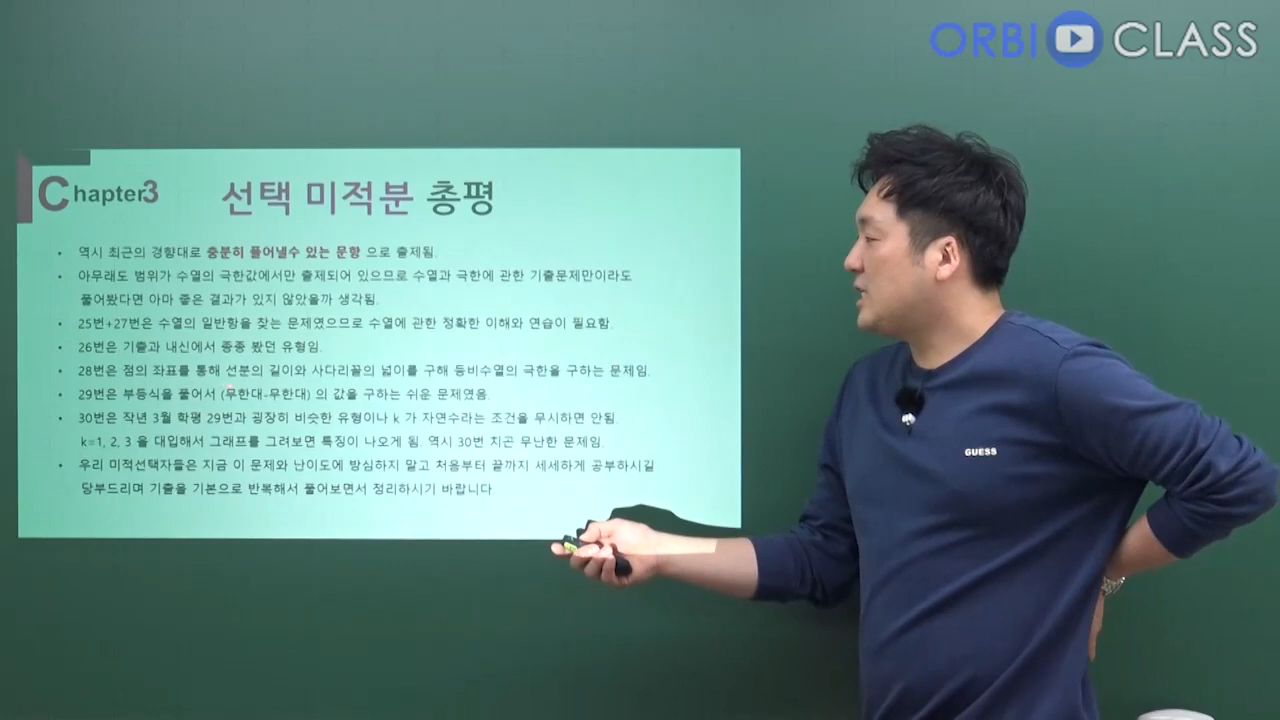 ORBI CLASS
Chapter3 선택 미적분 총평
• 역시 최근의 경향대로 충분히 풀어낼수 있는 문항 으로 출제됨.
• 아무래도 범위가 수열의 극한값에서만 출제되어 있으므로 수열과 극한에 관한 기출문제만이라도
풀어봤다면 아마 좋은 결과가 있지 않았을까 생각됨.
• 25번+27번은 수열의 일반항을 찾는 문제였으므로 수열에 관한 정확한 이해와 연습이 필요함.
• 26번은 기출과 내신에서 종종 봤던 유형임.
• 28번은 점의 좌표를 통해 선분의 길이와 사다리꼴의 넓이를 구해 등비수열의 극한을 구하는 문제임.
• 29번은 부등식을 풀어서 (무한대-무한대) 의 값을 구하는 쉬운 문제였음.
• 30번은 작년 3월 학평 29번과 굉장히 비슷한 유형이나 k 가 자연수라는 조건을 무시하면 안됨.
k=1, 2, 3 을 대입해서 그래프를 그려보면 특징이 나오게 됨. 역시 30번 치곤 무난한 문제임.
• 우리 미적선택자들은 지금 이 문제와 난이도에 방심하지 말고 처음부터 끝까지 세세하게 공부하시길
당부드리며 기출을 기본으로 반복해서 풀어보면서 정리하시기 바랍니다
GUESS